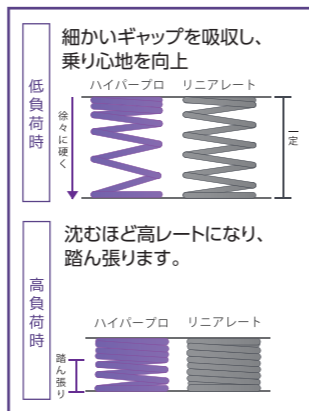 低負荷時
細かいギャップを吸収し、
乗り心地を向上
ハイパープロ リニアレート
徐々に硬く
一定
高負荷時
沈むほど高レートになり、
踏ん張ります。
ハイパープロ リニアレート
踏ん張り